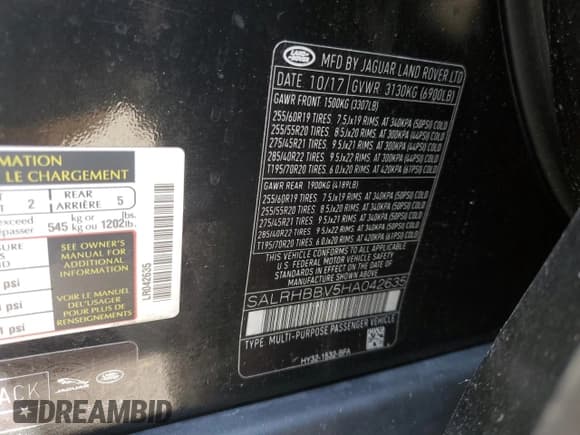 LAND ROVER
MFD BY JAGUAR LAND ROVER LTD
DATE 10/17 GVWR 3130KG (6900LB)
GAWR FRONT 1500KG (3307LB)
255/60R19 TIRES 7.5Jx19 RIMS AT 340KPA (50PSI) COLD
255/55R20 TIRES 8.5Jx20 RIMS AT 300KPA (44PSI) COLD
275/45R21 TIRES 9.5Jx21 RIMS AT 300KPA (44PSI) COLD
285/40R22 TIRES 9.5Jx22 RIMS AT 300KPA (44PSI) COLD
T195/70R20 TIRES 6.0Jx20 RIMS AT 420KPA (61PSI) COLD
GAWR REAR 1900KG (4189LB)
255/60R19 TIRES 7.5Jx19 RIMS AT 340KPA (50PSI) COLD
255/55R20 TIRES 8.5Jx20 RIMS AT 340KPA (50PSI) COLD
275/45R21 TIRES 9.5Jx21 RIMS AT 340KPA (50PSI) COLD
285/40R22 TIRES 9.5Jx22 RIMS AT 340KPA (50PSI) COLD
T195/70R20 TIRES 6.0Jx20 RIMS AT 420KPA (61PSI) COLD
THIS VEHICLE CONFORMS TO ALL APPLICABLE
FEDERAL MOTOR VEHICLE SAFETY
STANDARDS IN EFFECT ON THE DATE OF
MANUFACTURE SHOWN ABOVE
SALRHBBV5HA042635
TYPE MULTI-PURPOSE PASSENGER VEHICLE
HY32-1532-BFA
RMATION
LE CHARGEMENT
2 REAR ARRIÈRE 5
exceed
épasser 545 kg or kg ou 1202 lbs. lb.
SEE OWNER'S
MANUAL FOR
ADDITIONAL
INFORMATION
VOIR LE MANUEL
DE L'USAGER
POUR PLUS DE
RENSEIGNEMENTS
psi
psi
psi
LR042635
ACK
DREAMBID